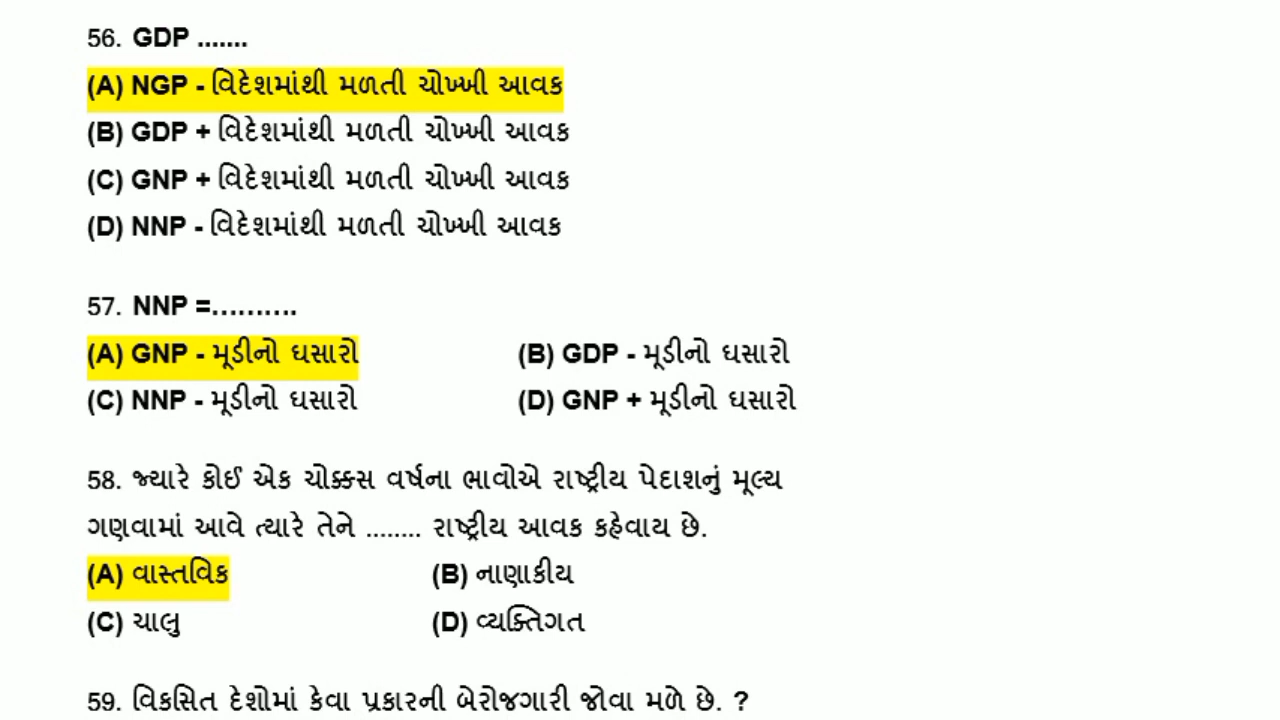 56. GDP .......
(A) NGP - વિદેશમાંથી મળતી ચોખ્ખી આવક
(B) GDP + વિદેશમાંથી મળતી ચોખ્ખી આવક
(C) GNP + વિદેશમાંથી મળતી ચોખ્ખી આવક
(D) NNP - વિદેશમાંથી મળતી ચોખ્ખી આવક
57. NNP =..........
(A) GNP - મૂડીનો ઘસારો (B) GDP - મૂડીનો ઘસારો
(C) NNP - મૂડીનો ઘસારો (D) GNP + મૂડીનો ઘસારો
58. જ્યારે કોઈ એક ચોક્કસ વર્ષના ભાવોએ રાષ્ટ્રીય પેદાશનું મૂલ્ય
ગણવામાં આવે ત્યારે તેને ........ રાષ્ટ્રીય આવક કહેવાય છે.
(A) વાસ્તવિક (B) નાણાકીય
(C) ચાલુ (D) વ્યક્તિગત
59. વિકસિત દેશોમાં કેવા પ્રકારની બેરોજગારી જોવા મળે છે. ?